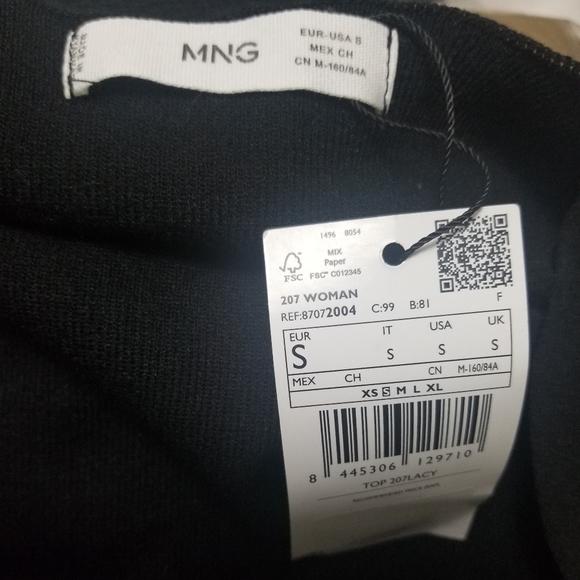 MNG
EUR-USA S
MEX CH
CN M-160/84A
1496 8054
MIX
Paper
FSC
FSC™ C012345
207 WOMAN
REF:87072004 C:99 B:81 F
EUR IT USA UK
S S S S
MEX CH CN M-160/84A
XS S M L XL
8 445306 129710
TOP 207LACY